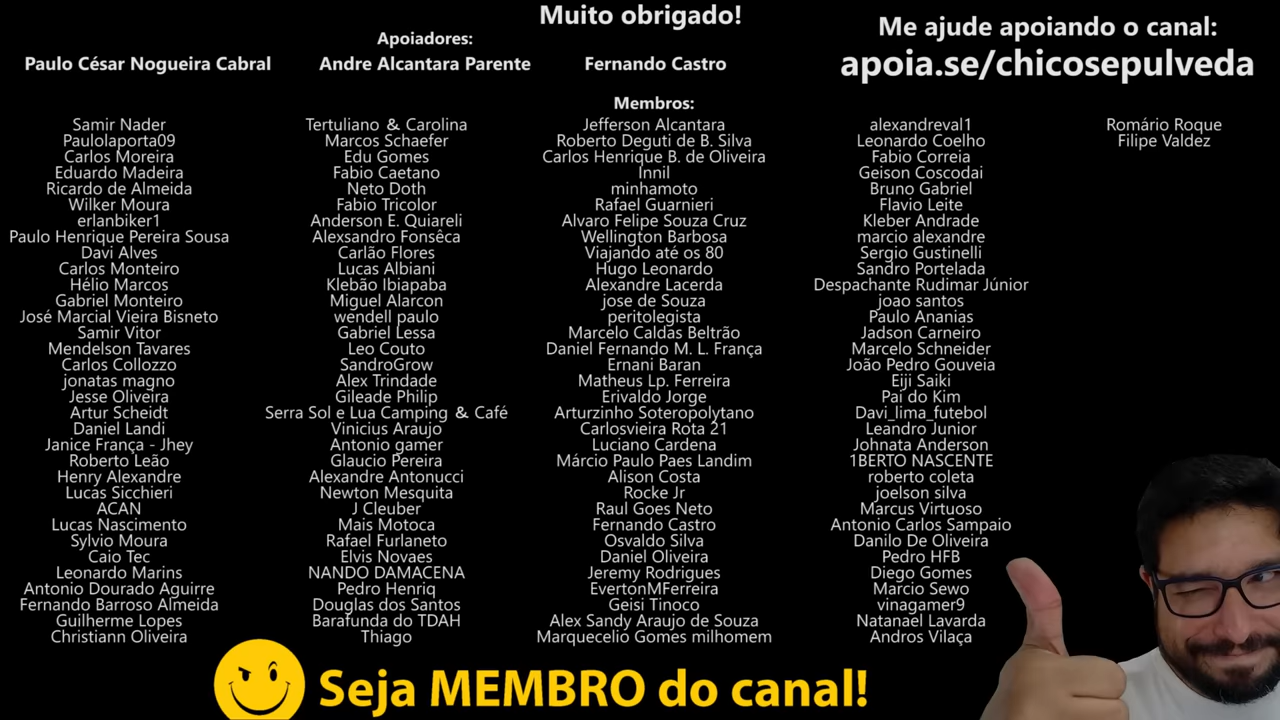 Muito obrigado!
Apoiadores:
Paulo César Nogueira Cabral
Andre Alcantara Parente
Fernando Castro
Me ajude apoiando o canal:
apoia.se/chicosepulveda
Membros:
Samir Nader
Paulolaporta09
Carlos Moreira
Eduardo Madeira
Ricardo de Almeida
Wilker Moura
erlanbiker1
Paulo Henrique Pereira Sousa
Davi Alves
Carlos Monteiro
Hélio Marcos
Gabriel Monteiro
José Marcial Vieira Bisneto
Samir Vitor
Mendelson Tavares
Carlos Collozzo
jonatas magno
Jesse Oliveira
Artur Scheidt
Daniel Landi
Janice França - Jhey
Roberto Leão
Henry Alexandre
Lucas Sicchieri
ACAN
Lucas Nascimento
Sylvio Moura
Caio Tec
Leonardo Marins
Antonio Dourado Aguirre
Fernando Barroso Almeida
Guilherme Lopes
Christiann Oliveira
Tertuliano & Carolina
Marcos Schaefer
Edu Gomes
Fabio Caetano
Neto Doth
Fabio Tricolor
Anderson E. Quiareli
Alexsandro Fonsêca
Carlão Flores
Lucas Albiani
Klebão Ibiapaba
Miguel Alarcon
wendell paulo
Gabriel Lessa
Leo Couto
SandroGrow
Alex Trindade
Gileade Philip
Serra Sol e Lua Camping & Café
Vinicius Araujo
Antonio gamer
Glaucio Pereira
Alexandre Antonucci
Newton Mesquita
J Cleuber
Mais Motoca
Rafael Furlaneto
Elvis Novaes
NANDO DAMACENA
Pedro Henriq
Douglas dos Santos
Barafunda do TDAH
Thiago
Jefferson Alcantara
Roberto Deguti de B. Silva
Carlos Henrique B. de Oliveira
Innil
minhamoto
Rafael Guarnieri
Alvaro Felipe Souza Cruz
Wellington Barbosa
Viajando até os 80
Hugo Leonardo
Alexandre Lacerda
jose de Souza
peritolegista
Marcelo Caldas Beltrão
Daniel Fernando M. L. França
Ernani Baran
Matheus Lp. Ferreira
Erivaldo Jorge
Arturzinho Soteropolytano
Carlosvieira Rota 21
Luciano Cardena
Márcio Paulo Paes Landim
Alison Costa
Rocke Jr
Raul Goes Neto
Fernando Castro
Osvaldo Silva
Daniel Oliveira
Jeremy Rodrigues
EvertonMFerreira
Geisi Tinoco
Alex Sandy Araujo de Souza
Marquecelio Gomes milhomem
alexandreval1
Leonardo Coelho
Fabio Correia
Geison Coscodai
Bruno Gabriel
Flavio Leite
Kleber Andrade
marcio alexandre
Sergio Gustinelli
Sandro Portelada
Despachante Rudimar Júnior
joao santos
Paulo Ananias
Jadson Carneiro
Marcelo Schneider
João Pedro Gouveia
Eiji Saiki
Pai do Kim
Davi_lima_futebol
Leandro Junior
Johnata Anderson
1BERTO NASCENTE
roberto coleta
joelson silva
Marcus Virtuoso
Antonio Carlos Sampaio
Danilo De Oliveira
Pedro HFB
Diego Gomes
Marcio Sewo
vinagamer9
Natanael Lavarda
Andros Vilaça
Romário Roque
Filipe Valdez
Seja MEMBRO do canal!